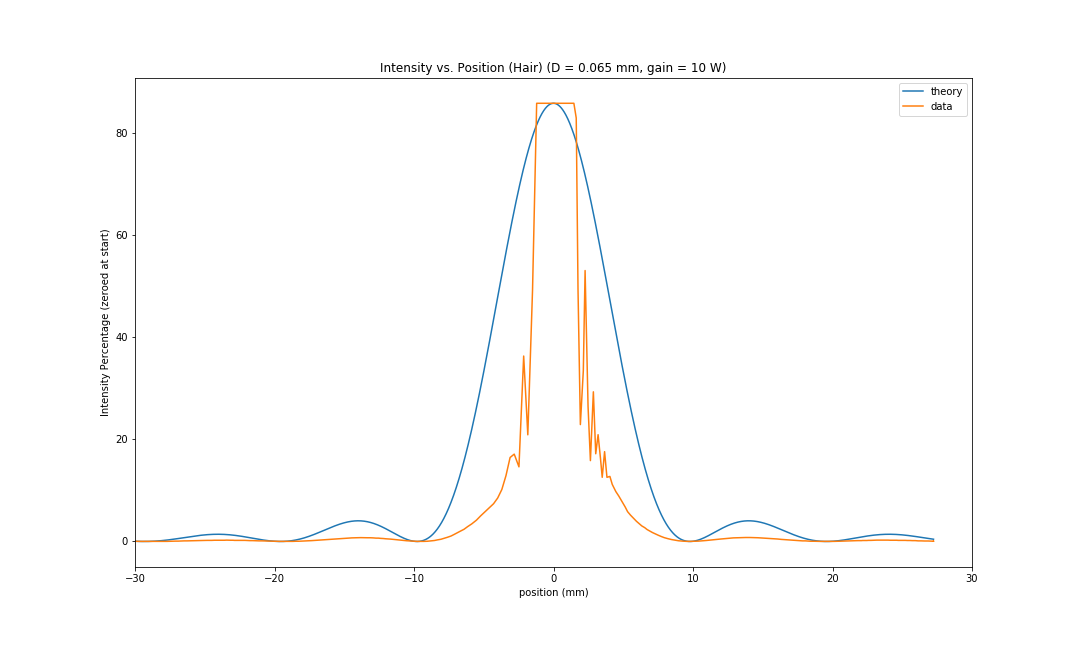 Intensity vs. Position (Hair) (D = 0.065 mm, gain = 10 W)
theory
data
Intensity Percentage (zeroed at start)
80
60
40
20
0
−30
−20
−10
0
10
20
30
position (mm)